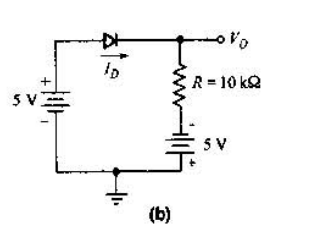 V_O
I_D
R = 10 kΩ
+
5 V
-
-
5 V
+
(b)